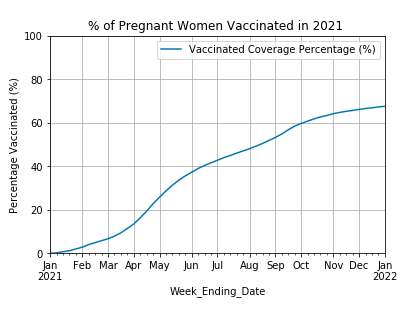 % of Pregnant Women Vaccinated in 2021
Vaccinated Coverage Percentage (%)
Percentage Vaccinated (%)
100
80
60
40
20
0
Jan Feb Mar Apr May Jun Jul Aug Sep Oct Nov Dec Jan
2021 2022
Week_Ending_Date